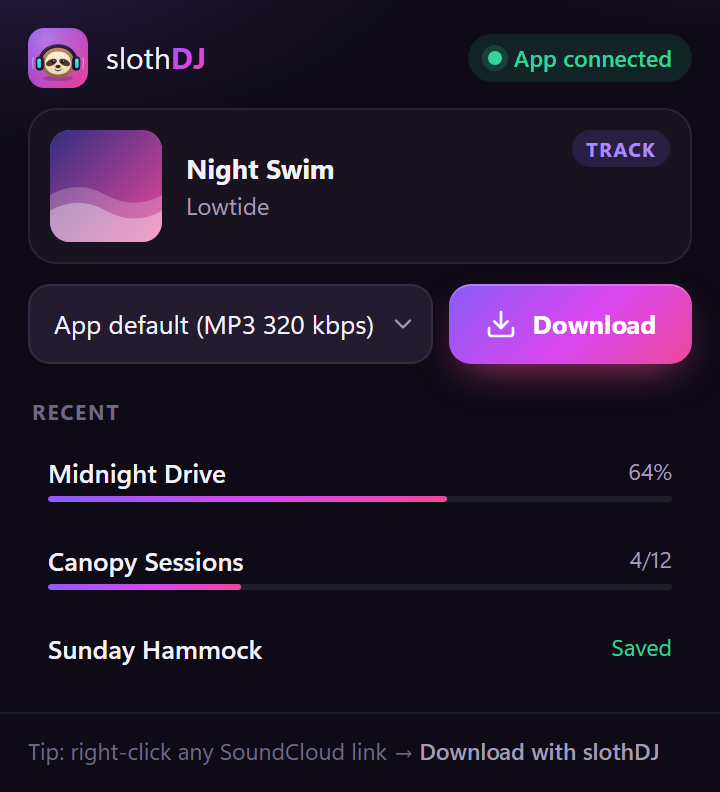 slothDJ
App connected
Night Swim
TRACK
Lowtide
App default (MP3 320 kbps)
Download
RECENT
Midnight Drive
64%
Canopy Sessions
4/12
Sunday Hammock
Saved
Tip: right-click any SoundCloud link → Download with slothDJ